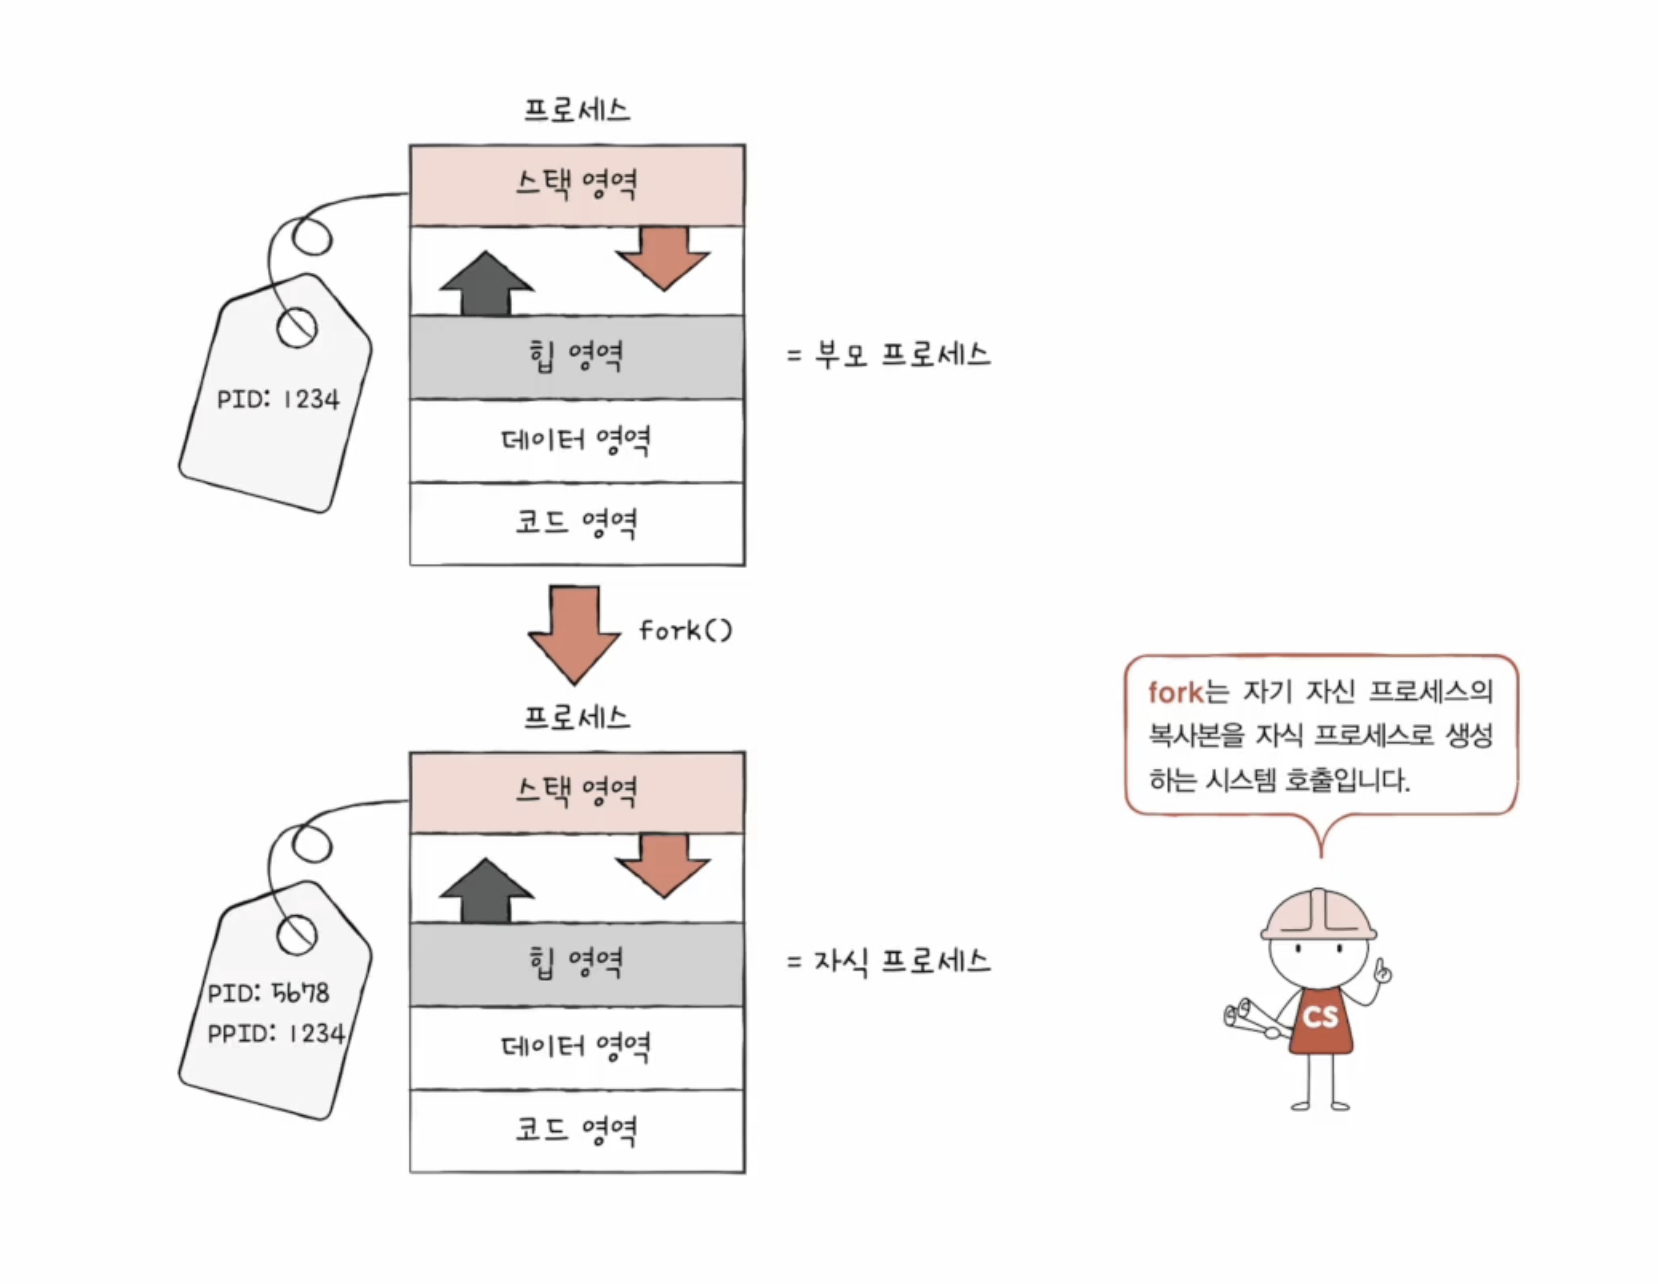 프로세스
스택 영역
힙 영역
PID: 1234
= 부모 프로세스
데이터 영역
코드 영역
fork()
프로세스
스택 영역
힙 영역
= 자식 프로세스
PID: 5678
PPID: 1234
데이터 영역
코드 영역
fork는 자기 자신 프로세스의
복사본을 자식 프로세스로 생성
하는 시스템 호출입니다.
CS